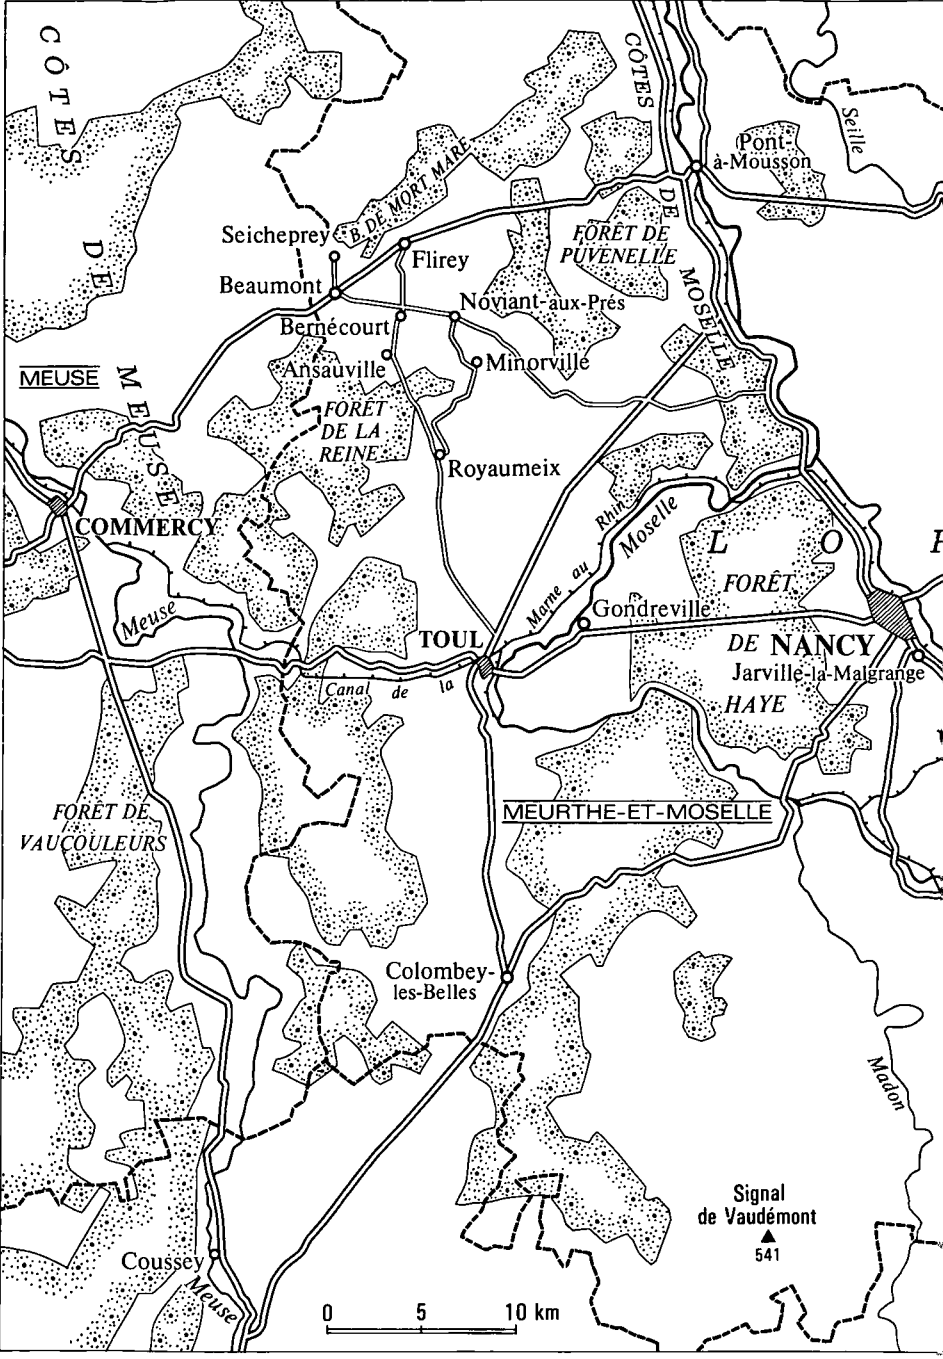 CÔTES
DE
MEUSE
CÔTES
DE
MOSELLE
Seille
Pont-
à-Mousson
B. DE MORT MARE
Seicheprey
Flirey
FÔRET DE
PUVENELLE
Beaumont
Noviant-aux-Prés
Bernécourt
Ansauville
Minorville
MEUSE
FORÊT
DE LA
REINE
Royaumeix
COMMERCY
Meuse
Marne au Rhin
Moselle
L O
FORÊT
DE
HAYE
Gondreville
TOUL
NANCY
Jarville-la-Malgrange
Canal de la
MEURTHE-ET-MOSELLE
FORÊT DE
VAUCOULEURS
Colombey-
les-Belles
Madon
Signal
de Vaudémont
541
Coussey
Meuse
0 5 10 km